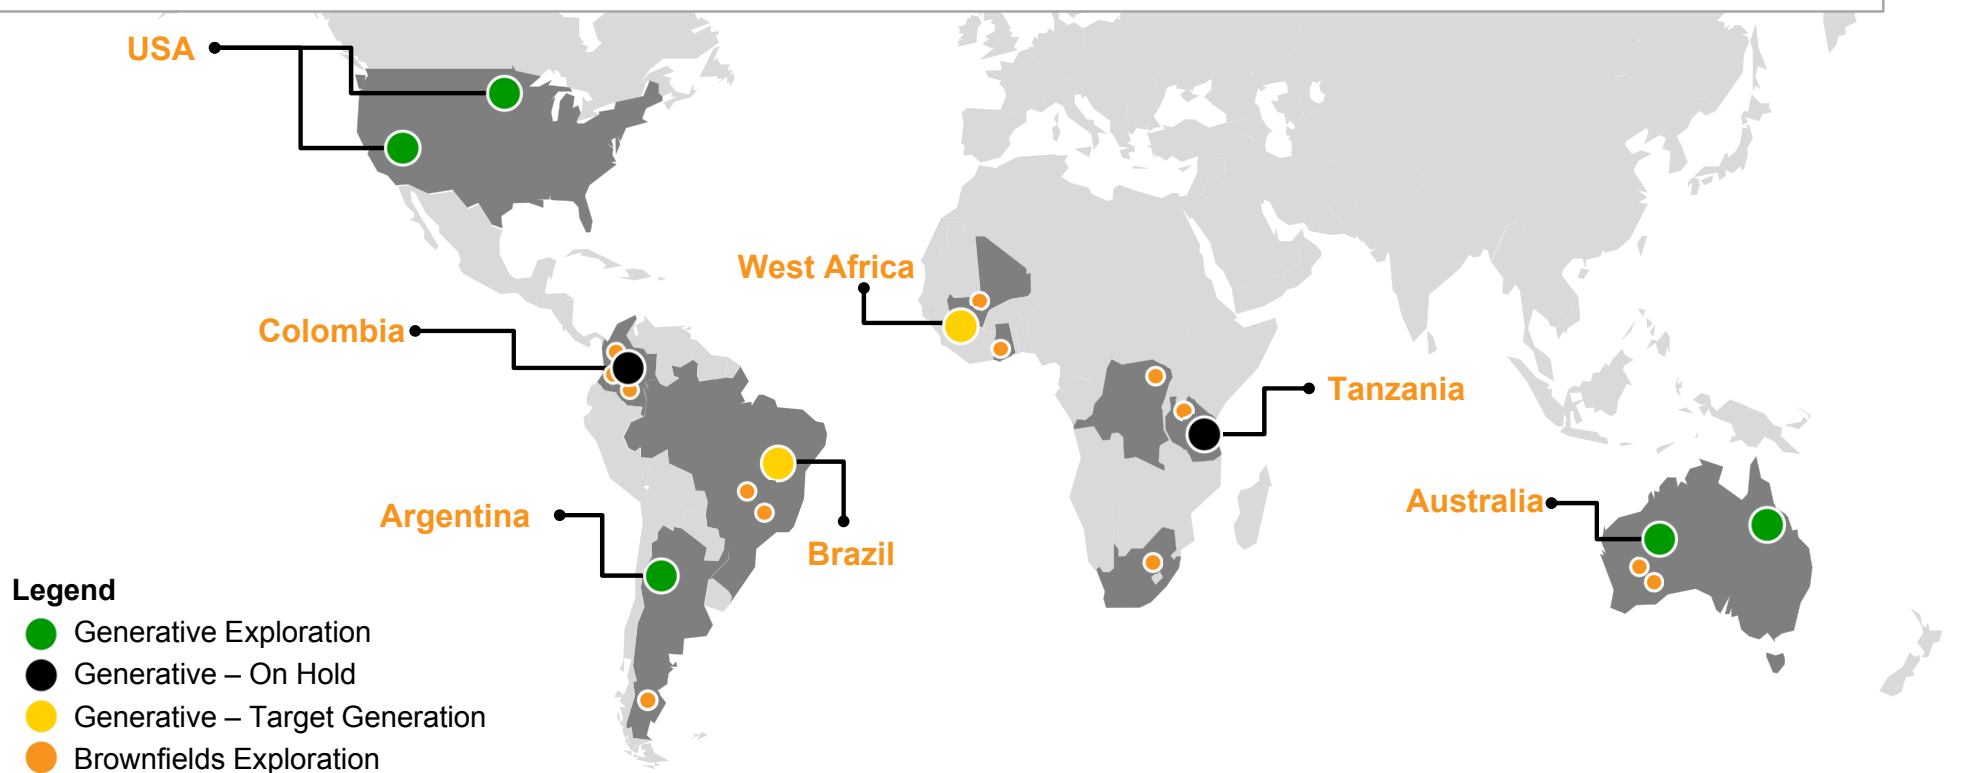 USA
West Africa
Colombia
Tanzania
Australia
Argentina
Brazil
Legend
Generative Exploration
Generative – On Hold
Generative – Target Generation
Brownfields Exploration